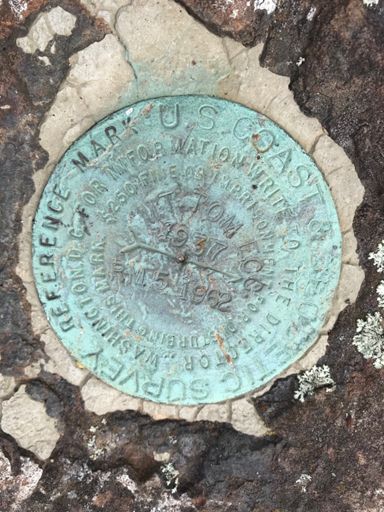 U.S. COAST & GEODETIC SURVEY
REFERENCE MARK
FOR INFORMATION WRITE TO THE DIRECTOR, WASHINGTON, D.C.
$250 FINE OR IMPRISONMENT FOR DISTURBING THIS MARK.
MT TOM ECC
1937
RM 5 1962